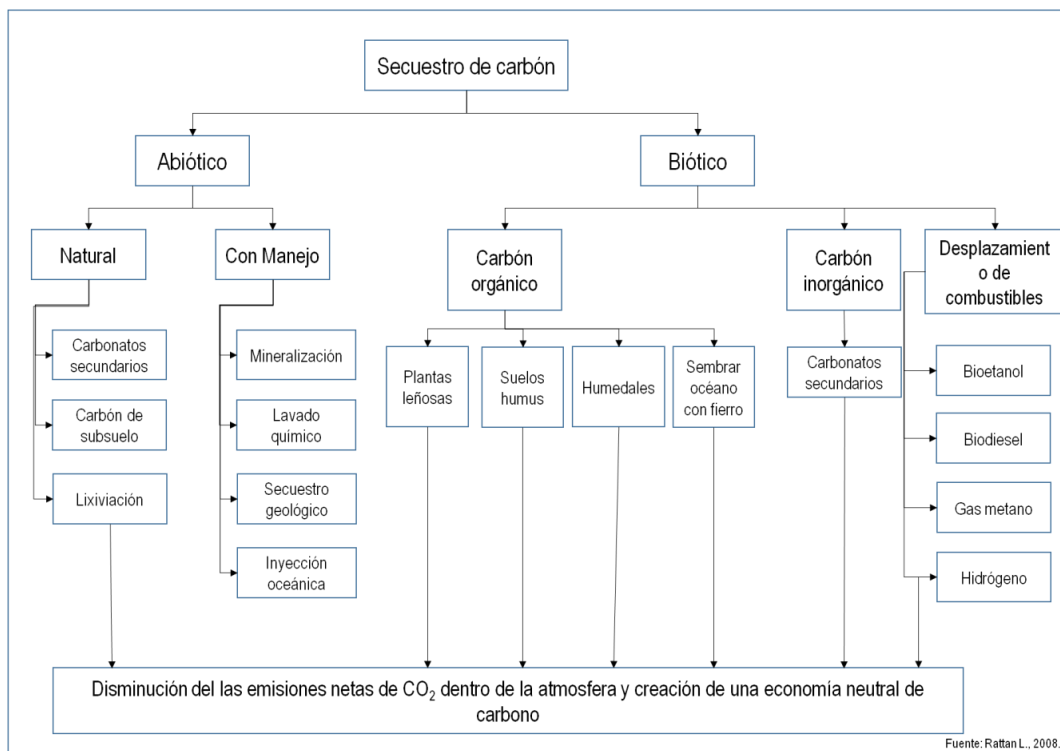 Secuestro de carbón
Abiótico
Biótico
Natural
Con Manejo
Carbón
orgánico
Carbón
inorgánico
Desplazamient
o de
combustibles
Carbonatos
secundarios
Carbón de
subsuelo
Lixiviación
Mineralización
Lavado
químico
Secuestro
geológico
Inyección
oceánica
Plantas
leñosas
Suelos
humus
Humedales
Sembrar
océano
con fierro
Carbonatos
secundarios
Bioetanol
Biodiesel
Gas metano
Hidrógeno
Disminución del las emisiones netas de CO₂ dentro de la atmosfera y creación de una economía neutral de
carbono
Fuente: Rattan L., 2008.